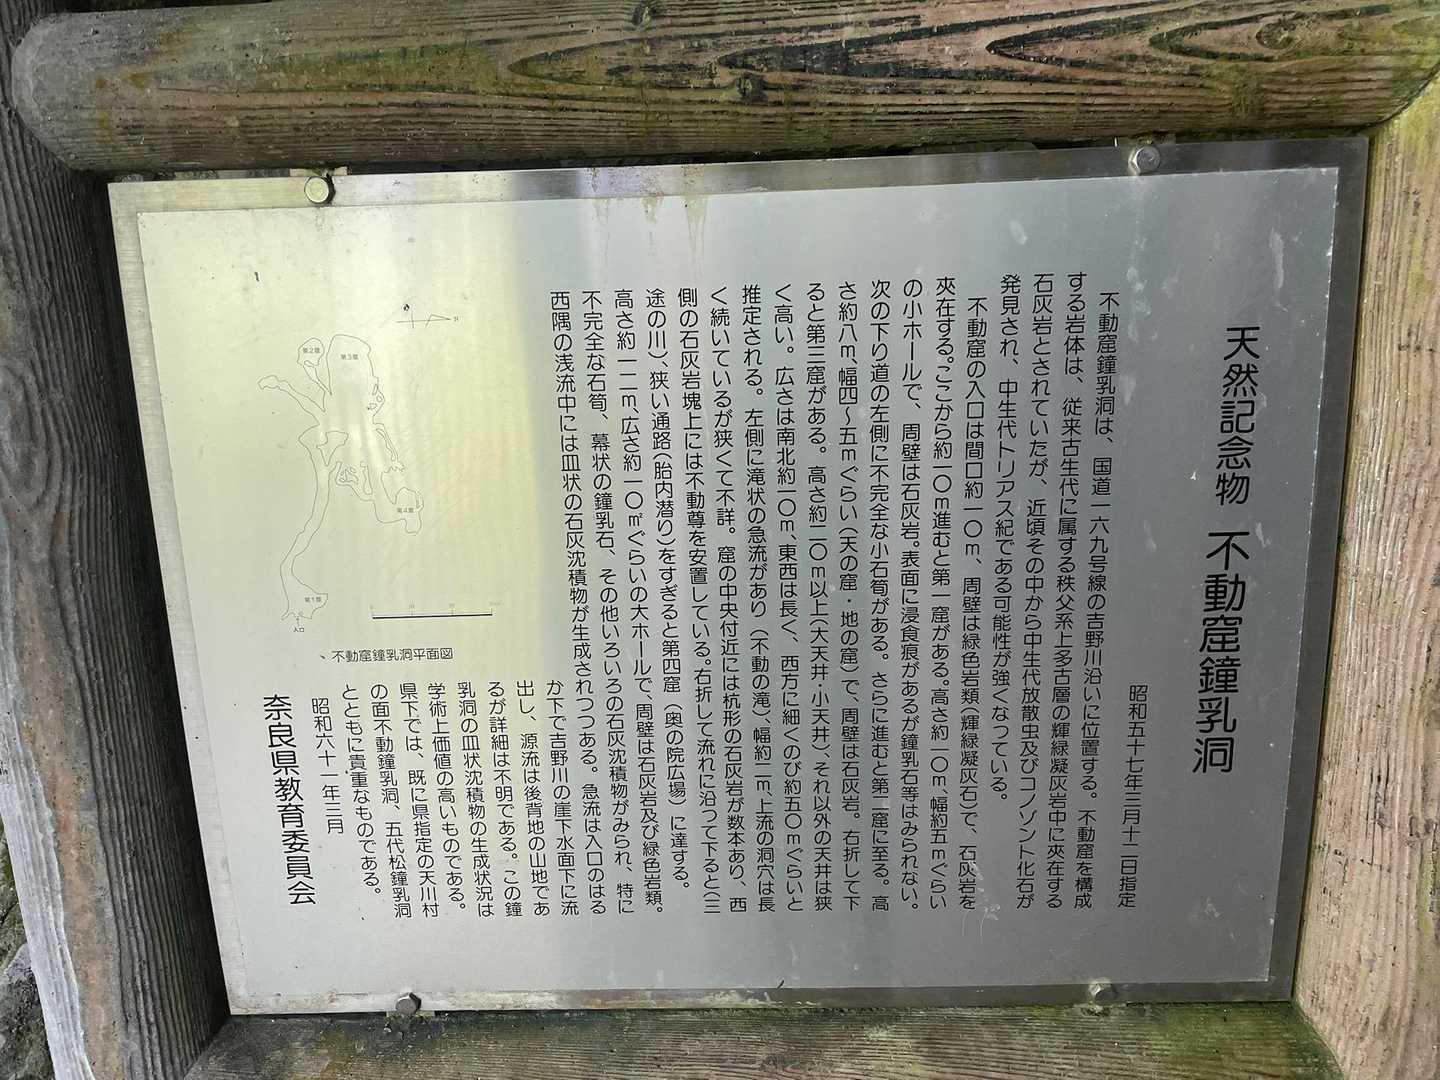 天然記念物 不動窟鐘乳洞
昭和五十七年三月十二日指定
不動窟鐘乳洞は、国道一六九号線の吉野川沿いに位置する。不動窟を構成
する岩体は、従来古生代に属する秩父系上多古層の輝緑凝灰岩中に夾在する
石灰岩とされていたが、近頃その中から中生代放散虫及びコノゾント化石が
発見され、中生代トリアス紀である可能性が強くなっている。
不動窟の入口は間口約一〇m、周壁は緑色岩類(輝緑凝灰石)で、石灰岩を
夾在する。ここから約一〇m進むと第一窟がある。高さ約一〇m、幅約五mぐらい
の小ホールで、周壁は石灰岩。表面に浸食痕があるが鐘乳石等はみられない。
次の下り道の左側に不完全な小石筍がある。さらに進むと第二窟に至る。高
さ約八m、幅四〜五mぐらい(天の窟・地の窟)で、周壁は石灰岩。右折して下
ると第三窟がある。高さ約二〇m以上(大天井・小天井)、それ以外の天井は狭
く高い。広さは南北約一〇m、東西は長く、西方に細くのび約五〇mぐらいと
推定される。左側に滝状の急流があり(不動の滝)、幅約二m、上流の洞穴は長
く続いているが狭くて不詳。窟の中央付近には杭形の石灰岩が数本あり、西
側の石灰岩塊上には不動尊を安置している。右折して流れに沿つて下ると(三
途の川)、狭い通路(胎内潜り)をすぎると第四窟(奥の院広場)に達する。
高さ約一二m、広さ約一〇㎡ぐらいの大ホールで、周壁は石灰岩及び緑色岩類。
不完全な石筍、幕状の鐘乳石、その他いろいろの石灰沈積物がみられ、特に
西隅の浅流中には皿状の石灰沈積物が生成されつつある。急流は入口のはる
か下で吉野川の崖下水面下に流
出し、源流は後背地の山地であ
るが詳細は不明である。この鐘
乳洞の皿状沈積物の生成状況は
学術上価値の高いものである。
県下では、既に県指定の天川村
の面不動鐘乳洞、五代松鐘乳洞
とともに貴重なものである。
昭和六十一年三月
奈良県教育委員会
不動窟鐘乳洞平面図
N
第2窟
第3窟
第4窟
第1窟
入口